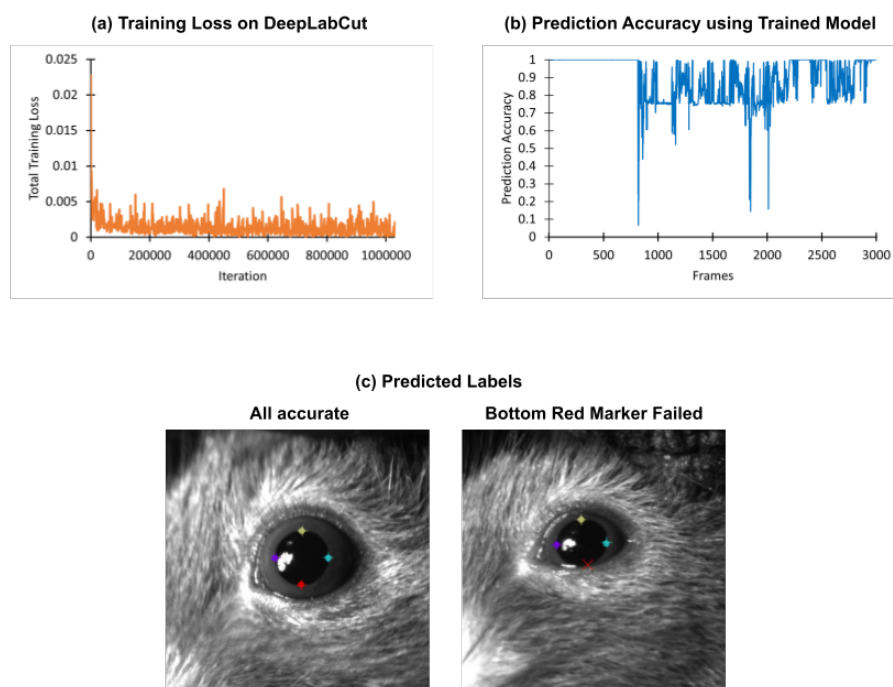 (a) Training Loss on DeepLabCut
0.025
0.02
0.015
0.01
0.005
0
Total Training Loss
0 200000 400000 600000 800000 1000000
Iteration
(b) Prediction Accuracy using Trained Model
1
0.9
0.8
0.7
0.6
0.5
0.4
0.3
0.2
0.1
0
Prediction Accuracy
0 500 1000 1500 2000 2500 3000
Frames
(c) Predicted Labels
All accurate
Bottom Red Marker Failed